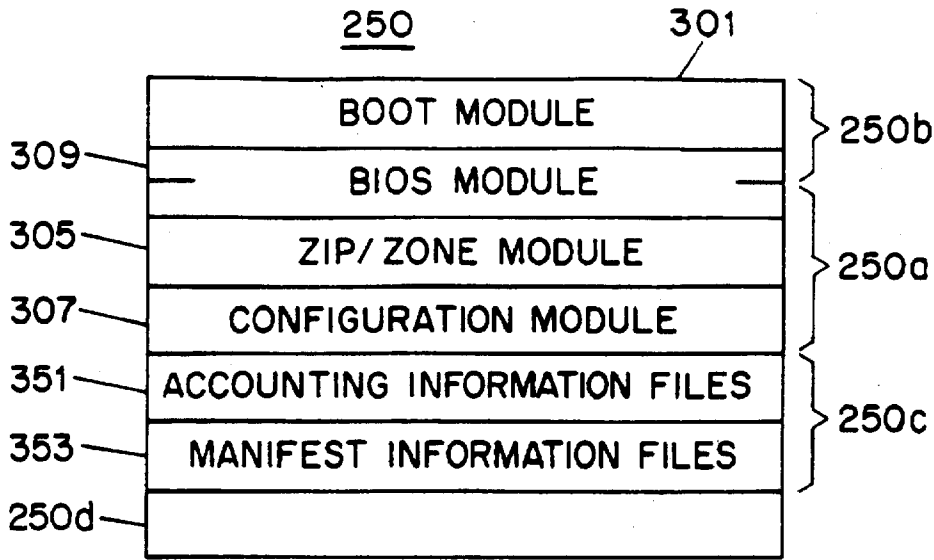 250 301
BOOT MODULE
250b
309 BIOS MODULE
305 ZIP/ZONE MODULE
250a
307 CONFIGURATION MODULE
351 ACCOUNTING INFORMATION FILES
250c
353 MANIFEST INFORMATION FILES
250d